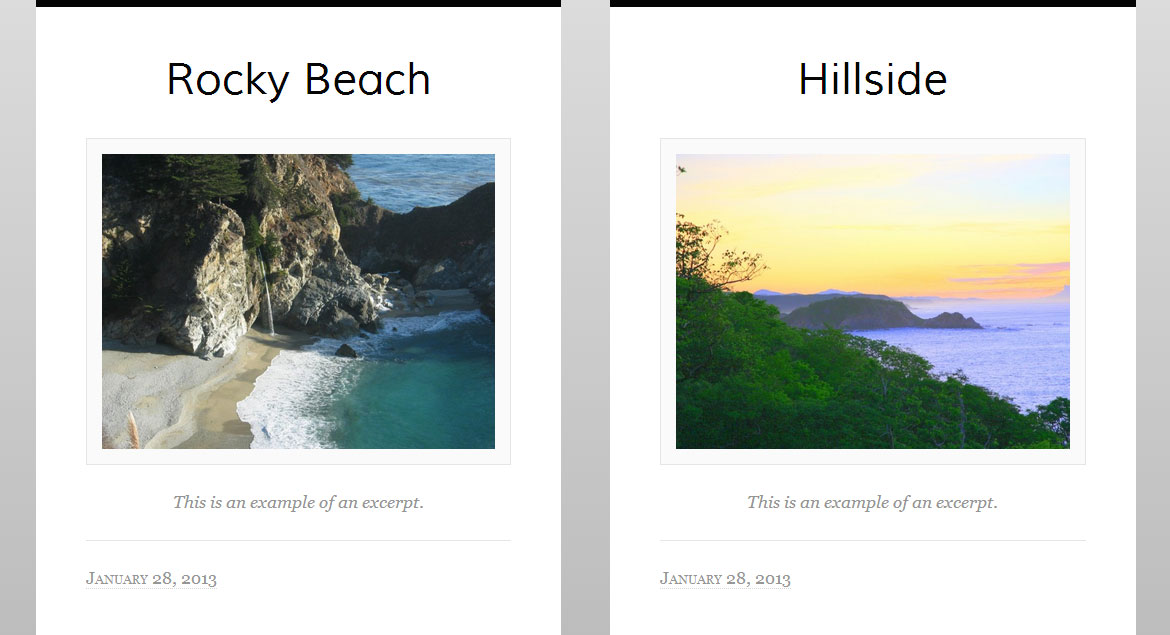 Rocky Beach
This is an example of an excerpt.
January 28, 2013
Hillside
This is an example of an excerpt.
January 28, 2013